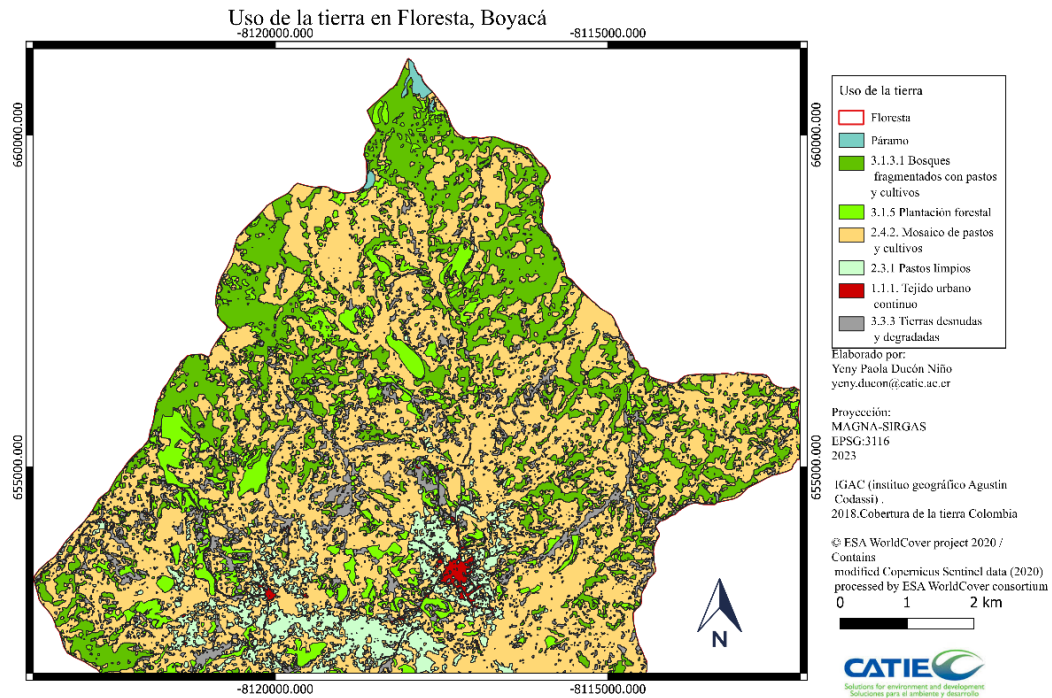 Uso de la tierra en Floresta, Boyacá
-8120000.000
-8115000.000
660000.000
660000.000
655000.000
655000.000
-8120000.000
-8115000.000
Uso de la tierra
Floresta
Páramo
3.1.3.1 Bosques
fragmentados con pastos
y cultivos
3.1.5 Plantación forestal
2.4.2. Mosaico de pastos
y cultivos
2.3.1 Pastos limpios
1.1.1. Tejido urbano
continuo
3.3.3 Tierras desnudas
y degradadas
Elaborado por:
Yeny Paola Ducón Niño
yeny.ducon@catie.ac.cr
Proyección:
MAGNA-SIRGAS
EPSG:3116
2023
IGAC (instituo geográfico Agustin
Codassi) .
2018.Cobertura de la tierra Colombia
© ESA WorldCover project 2020 /
Contains
modified Copernicus Sentinel data (2020)
processed by ESA WorldCover consortium
0 1 2 km
N
CATIE
Solutions for environment and development
Soluciones para el ambiente y desarrollo